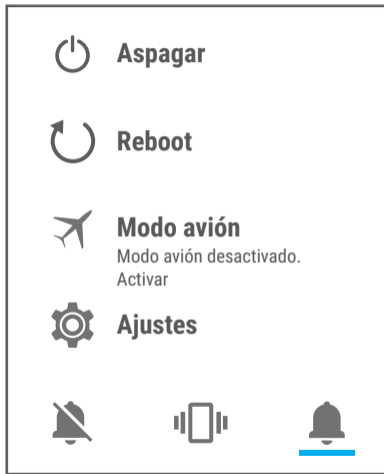 Aspagar
Reboot
Modo avión
Modo avión desactivado.
Activar
Ajustes